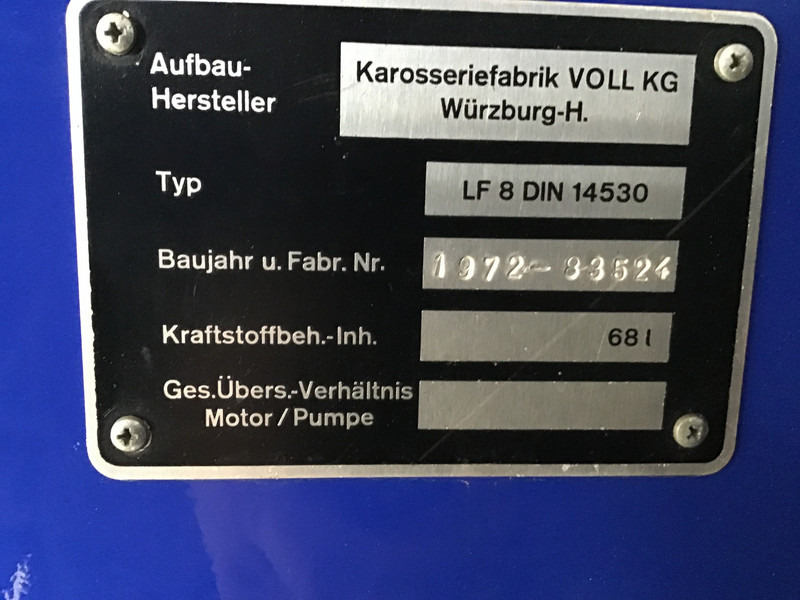 Aufbau-
Hersteller
Karosseriefabrik VOLL KG
Würzburg-H.
Typ
LF 8 DIN 14530
Baujahr u. Fabr. Nr.
1972-83524
Kraftstoffbeh.-Inh.
68 l
Ges.Übers.-Verhältnis
Motor / Pumpe